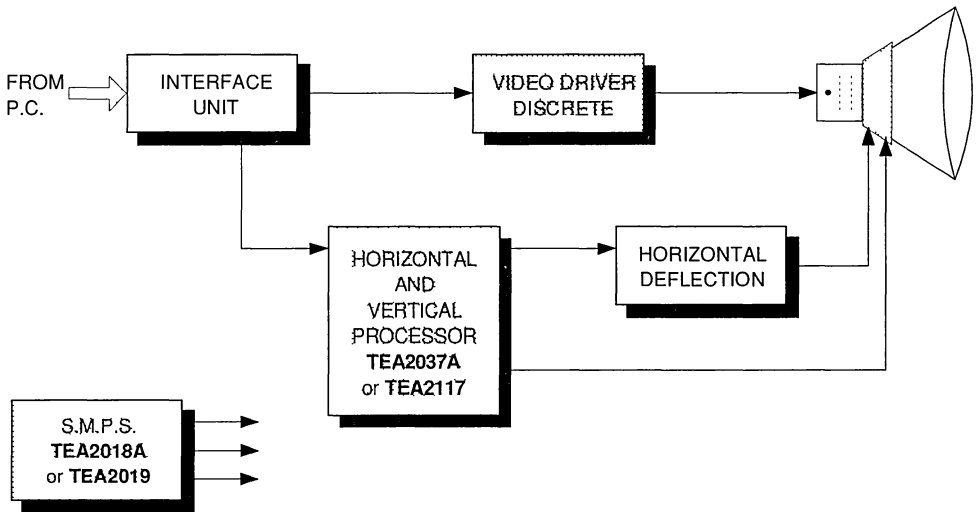 FROM
P.C.
INTERFACE
UNIT
VIDEO DRIVER
DISCRETE
HORIZONTAL
AND
VERTICAL
PROCESSOR
TEA2037A
or TEA2117
HORIZONTAL
DEFLECTION
S.M.P.S.
TEA2018A
or TEA2019